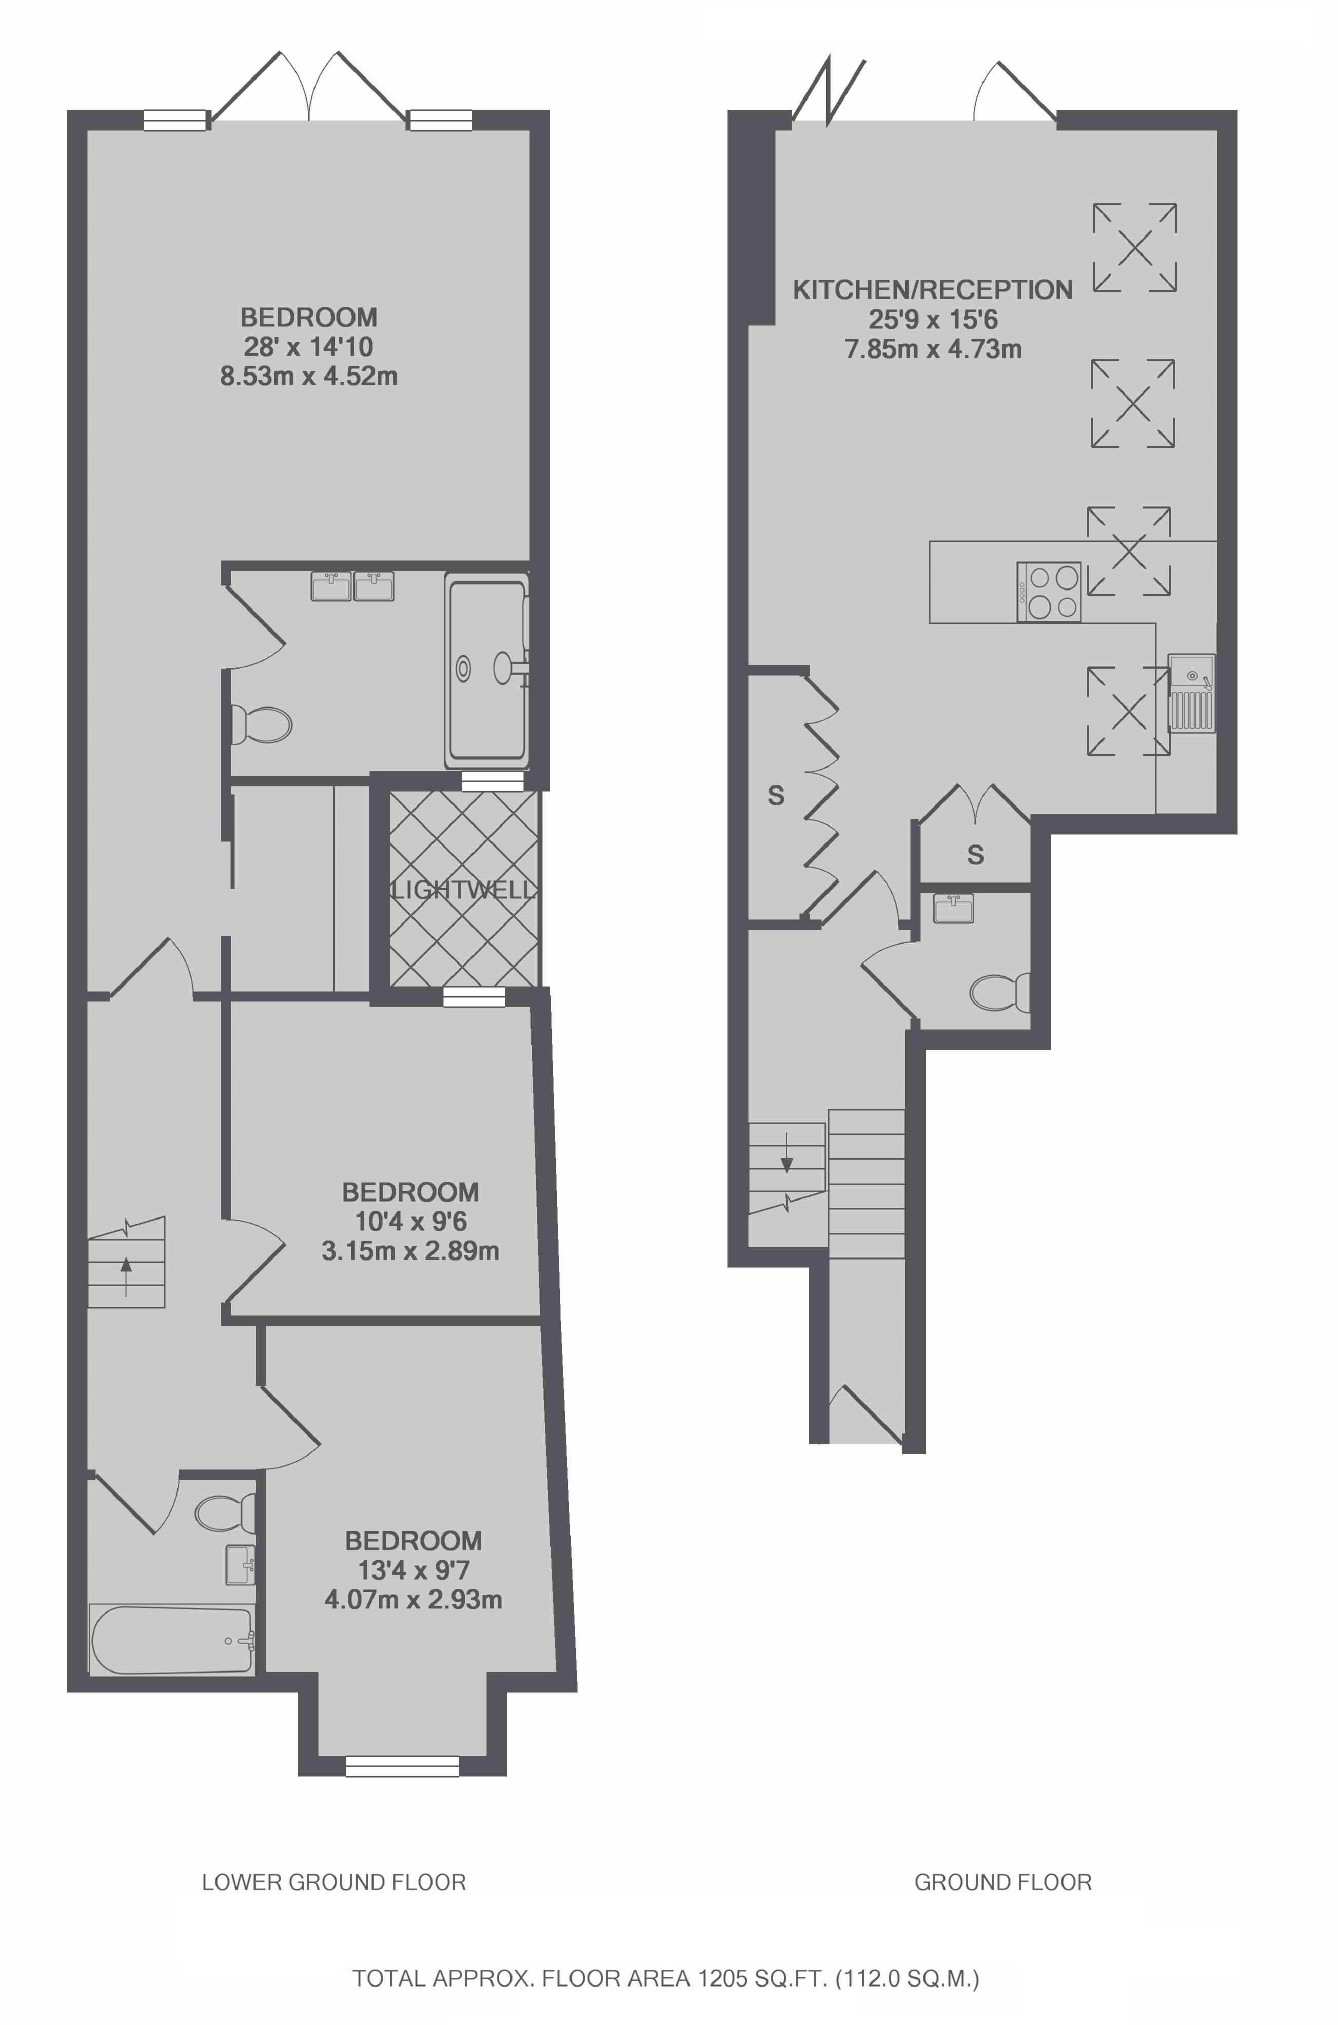 BEDROOM
28' x 14'10
8.53m x 4.52m
LIGHTWELL
BEDROOM
10'4 x 9'6
3.15m x 2.89m
BEDROOM
13'4 x 9'7
4.07m x 2.93m
LOWER GROUND FLOOR
KITCHEN/RECEPTION
25'9 x 15'6
7.85m x 4.73m
S
S
GROUND FLOOR
TOTAL APPROX. FLOOR AREA 1205 SQ.FT. (112.0 SQ.M.)